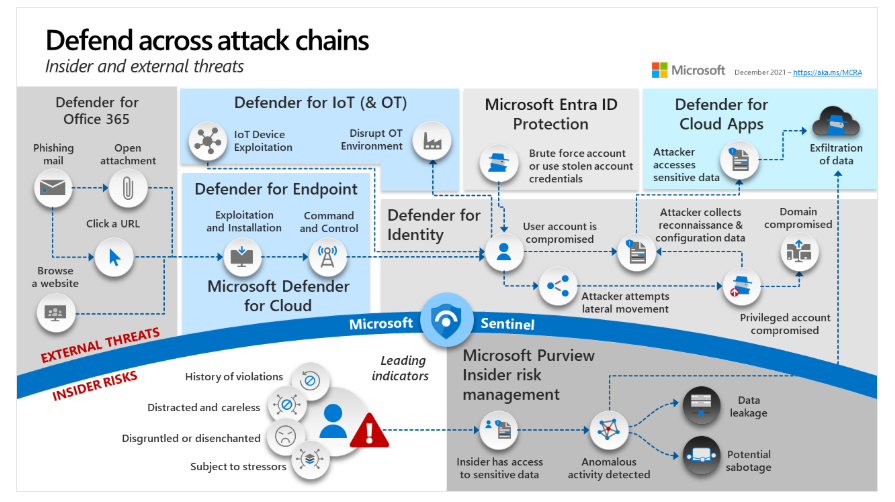 Defend across attack chains
Insider and external threats
Microsoft
December 2021 – https://aka.ms/MCRA
Defender for
Office 365
Phishing
mail
Open
attachment
Click a URL
Browse
a website
Defender for IoT (& OT)
IoT Device
Exploitation
Disrupt OT
Environment
Defender for Endpoint
Exploitation
and Installation
Command
and Control
Microsoft Defender
for Cloud
Microsoft Entra ID
Protection
Brute force account
or use stolen account
credentials
Defender for
Cloud Apps
Attacker
accesses
sensitive data
Exfiltration
of data
Defender for
Identity
User account is
compromised
Attacker collects
reconnaissance &
configuration data
Domain
compromised
Attacker attempts
lateral movement
Privileged account
compromised
Microsoft Sentinel
EXTERNAL THREATS
INSIDER RISKS
Leading
indicators
History of violations
Distracted and careless
Disgruntled or disenchanted
Subject to stressors
Microsoft Purview
Insider risk
management
Insider has access
to sensitive data
Anomalous
activity detected
Data
leakage
Potential
sabotage